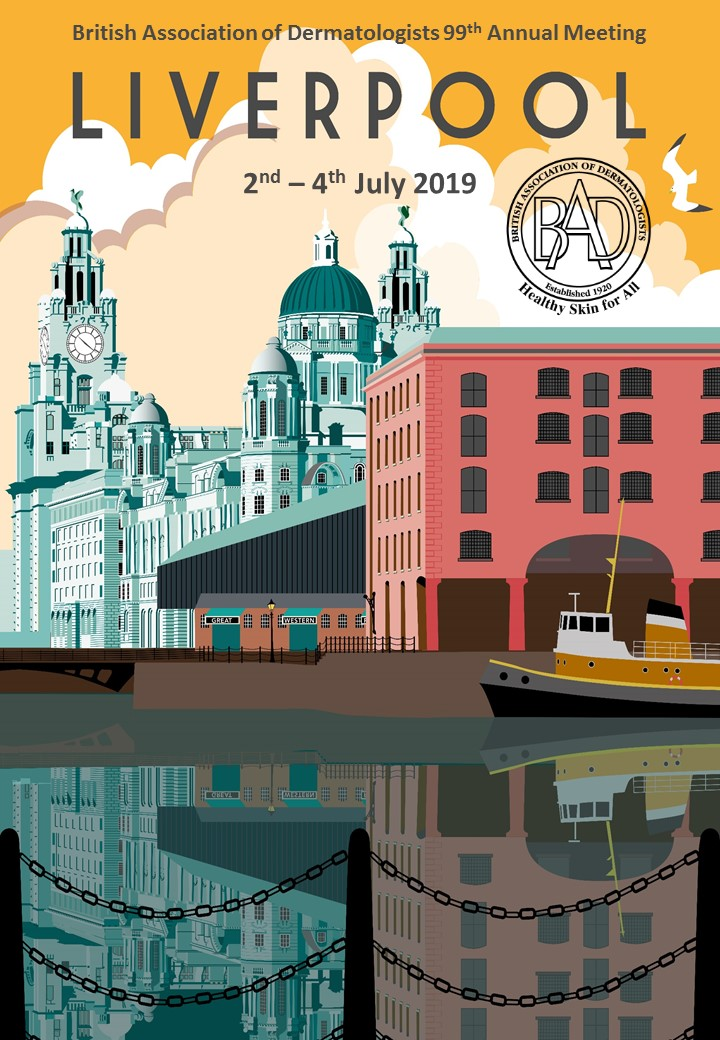 British Association of Dermatologists 99th Annual Meeting
LIVERPOOL
2nd – 4th July 2019
BRITISH ASSOCIATION OF DERMATOLOGISTS
BAD
Established 1920
Healthy Skin for All
GREAT WESTERN